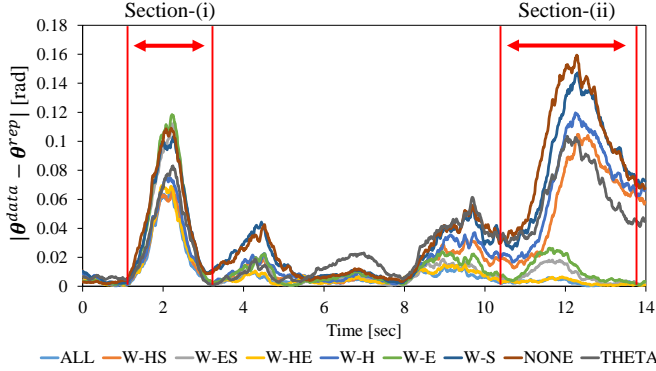 Section-(i) Section-(ii)
0.18
0.16
0.14
0.12
0.1
0.08
0.06
0.04
0.02
0
|θ^data − θ^rep| [rad]
0 2 4 6 8 10 12 14
Time [sec]
ALL W-HS W-ES W-HE W-H W-E W-S NONE THETA